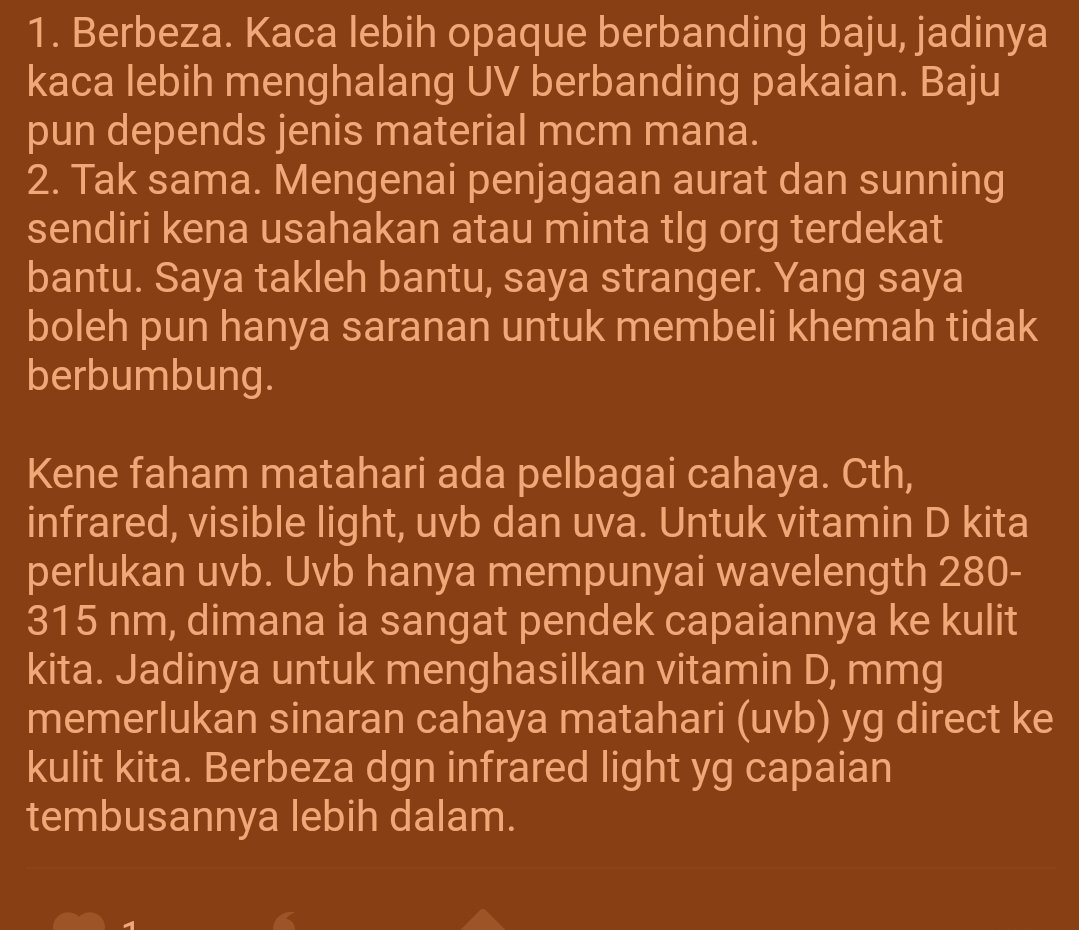 1. Berbeza. Kaca lebih opaque berbanding baju, jadinya
kaca lebih menghalang UV berbanding pakaian. Baju
pun depends jenis material mcm mana.
2. Tak sama. Mengenai penjagaan aurat dan sunning
sendiri kena usahakan atau minta tlg org terdekat
bantu. Saya takleh bantu, saya stranger. Yang saya
boleh pun hanya saranan untuk membeli khemah tidak
berbumbung.
Kene faham matahari ada pelbagai cahaya. Cth,
infrared, visible light, uvb dan uva. Untuk vitamin D kita
perlukan uvb. Uvb hanya mempunyai wavelength 280-
315 nm, dimana ia sangat pendek capaiannya ke kulit
kita. Jadinya untuk menghasilkan vitamin D, mmg
memerlukan sinaran cahaya matahari (uvb) yg direct ke
kulit kita. Berbeza dgn infrared light yg capaian
tembusannya lebih dalam.